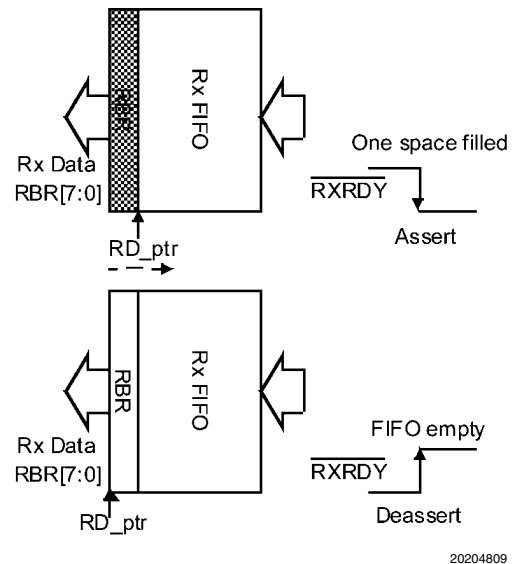 RBR
Rx FIFO
Rx Data
RBR[7:0]
RD_ptr
One space filled
RXRDY
Assert
RBR
Rx FIFO
Rx Data
RBR[7:0]
RD_ptr
FIFO empty
RXRDY
Deassert
20204809